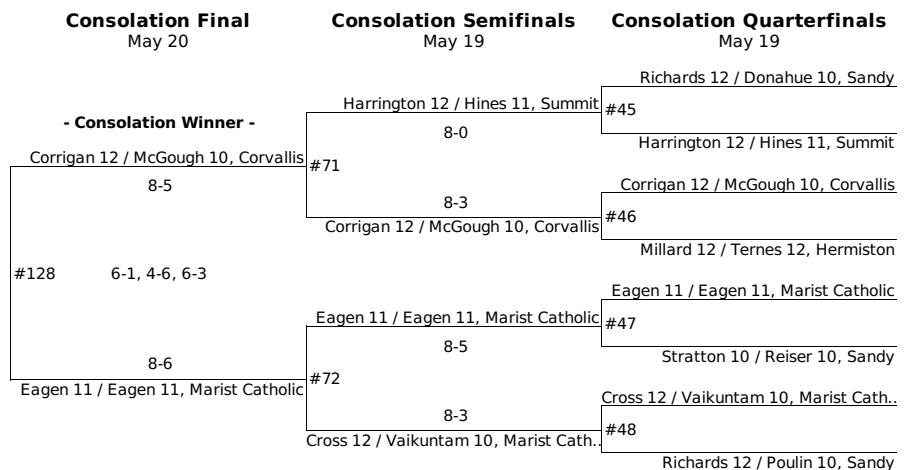 Consolation Final
May 20
Consolation Semifinals
May 19
Consolation Quarterfinals
May 19
- Consolation Winner -
Corrigan 12 / McGough 10, Corvallis
8-5
#128
6-1, 4-6, 6-3
8-6
Eagen 11 / Eagen 11, Marist Catholic
Harrington 12 / Hines 11, Summit
8-0
#71
8-3
Corrigan 12 / McGough 10, Corvallis
Eagen 11 / Eagen 11, Marist Catholic
8-5
#72
8-3
Cross 12 / Vaikuntam 10, Marist Cath..
Richards 12 / Donahue 10, Sandy
#45
Harrington 12 / Hines 11, Summit
Corrigan 12 / McGough 10, Corvallis
#46
Millard 12 / Ternes 12, Hermiston
Eagen 11 / Eagen 11, Marist Catholic
#47
Stratton 10 / Reiser 10, Sandy
Cross 12 / Vaikuntam 10, Marist Cath..
#48
Richards 12 / Poulin 10, Sandy